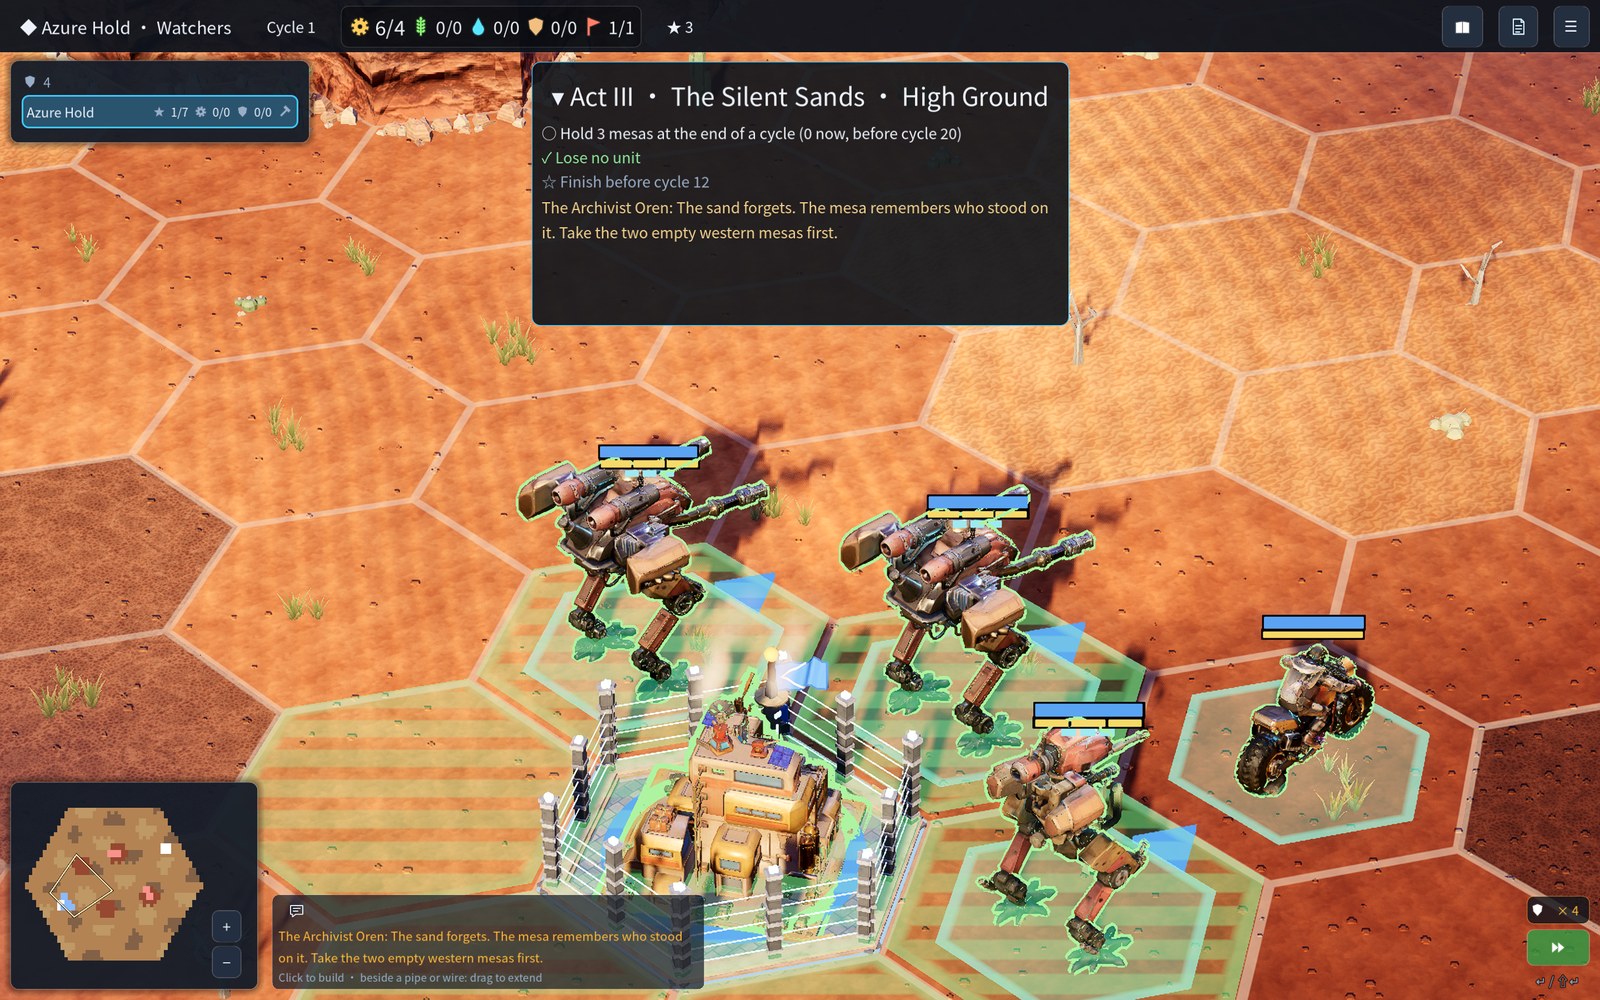 Azure Hold • Watchers
Cycle 1
6/4 0/0 0/0 0/0 1/1
★ 3
4
Azure Hold ★ 1/7 0/0 0/0
▼ Act III • The Silent Sands • High Ground
○ Hold 3 mesas at the end of a cycle (0 now, before cycle 20)
✓ Lose no unit
☆ Finish before cycle 12
The Archivist Oren: The sand forgets. The mesa remembers who stood on
it. Take the two empty western mesas first.
+
−
The Archivist Oren: The sand forgets. The mesa remembers who stood
on it. Take the two empty western mesas first.
Click to build • beside a pipe or wire: drag to extend
× 4
↵/⇧↵